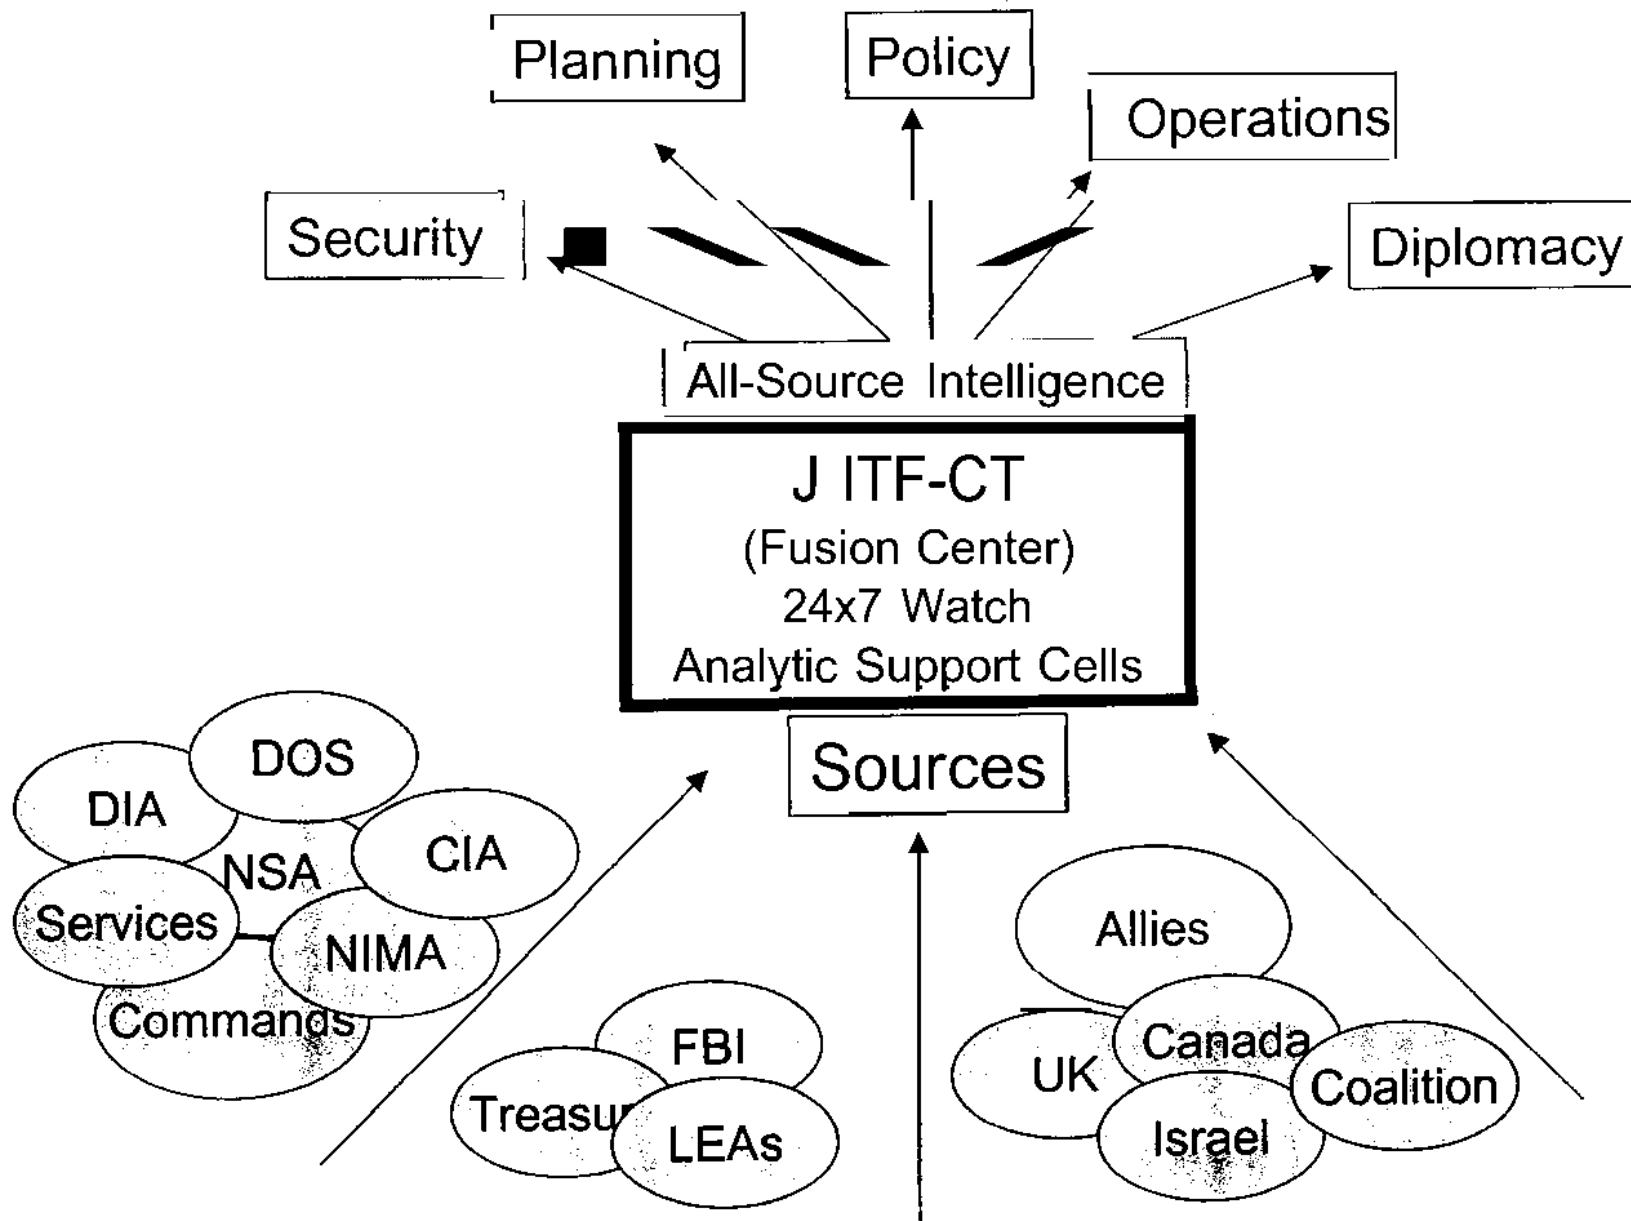 Planning
Policy
Operations
Security
Diplomacy
All-Source Intelligence
J ITF-CT
(Fusion Center)
24x7 Watch
Analytic Support Cells
Sources
DOS
DIA
CIA
NSA
Services
NIMA
Commands
FBI
Treasu
LEAs
Allies
Canada
UK
Coalition
Israel